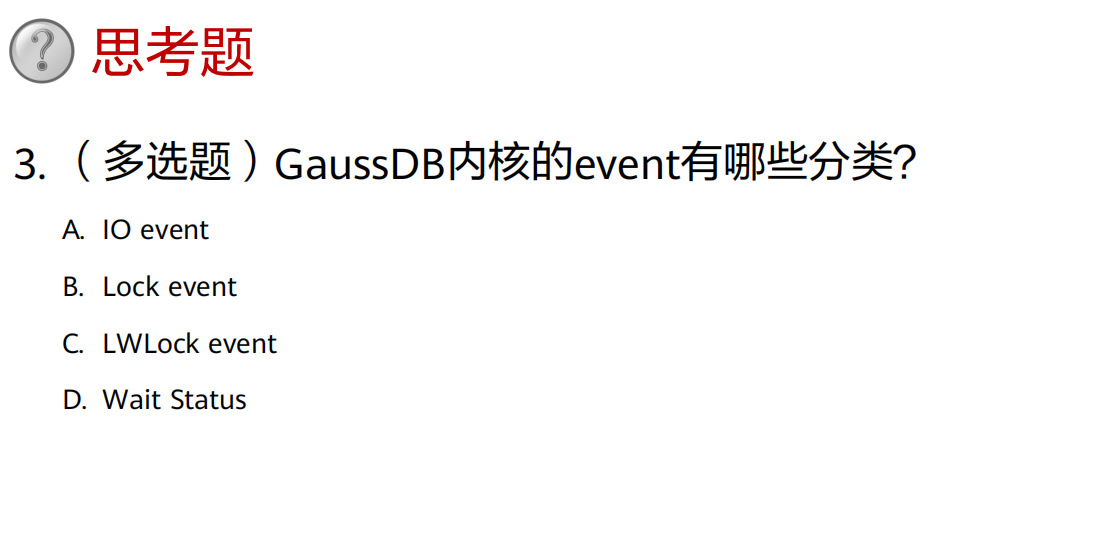 思考题
3.（多选题）GaussDB内核的event有哪些分类?
A. IO event
B. Lock event
C. LWLock event
D. Wait Status